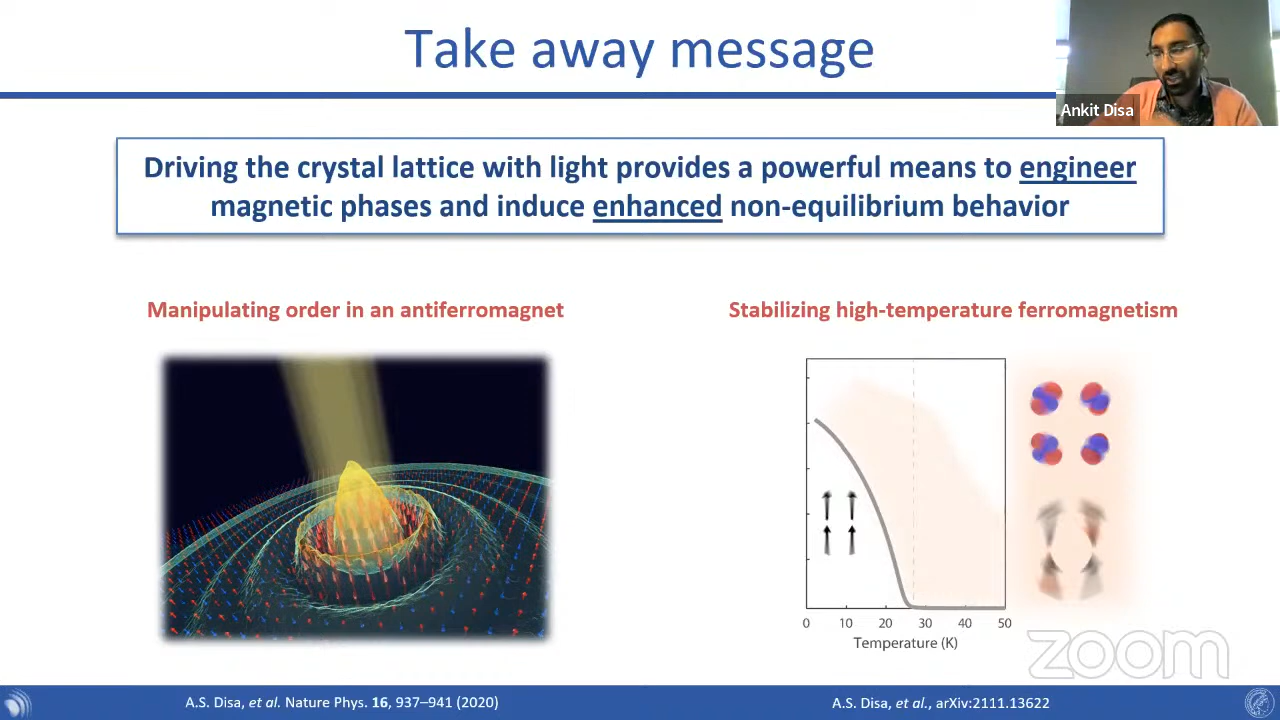 Take away message
Ankit Disa
Driving the crystal lattice with light provides a powerful means to engineer
magnetic phases and induce enhanced non-equilibrium behavior
Manipulating order in an antiferromagnet
Stabilizing high-temperature ferromagnetism
0 10 20 30 40 50
Temperature (K)
zoom
A.S. Disa, et al. Nature Phys. 16, 937–941 (2020)
A.S. Disa, et al., arXiv:2111.13622